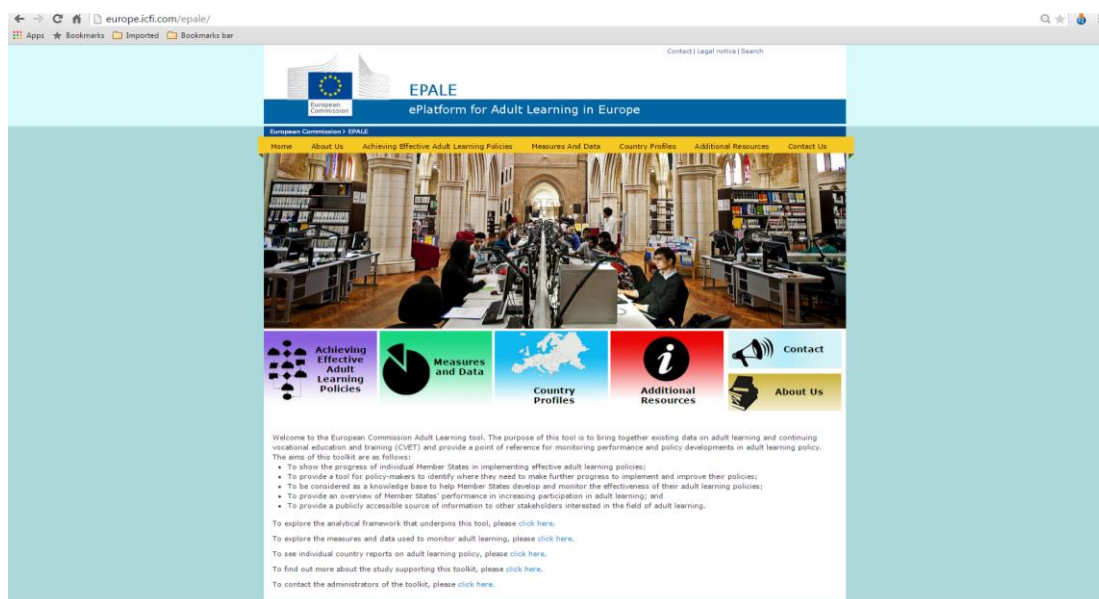 europe.icfi.com/epale/
Apps Bookmarks Imported Bookmarks bar
Contact | Legal notice | Search
European
Commission
EPALE
ePlatform for Adult Learning in Europe
European Commission > EPALE
Home About Us Achieving Effective Adult Learning Policies Measures And Data Country Profiles Additional Resources Contact Us
Achieving
Effective
Adult
Learning
Policies
Measures
and Data
Country
Profiles
i
Additional
Resources
Contact
About Us
Welcome to the European Commission Adult Learning tool. The purpose of this tool is to bring together existing data on adult learning and continuing
vocational education and training (CVET) and provide a point of reference for monitoring performance and policy developments in adult learning policy.
The aims of this toolkit are as follows:
• To show the progress of individual Member States in implementing effective adult learning policies;
• To provide a tool for policy-makers to identify where they need to make further progress to implement and improve their policies;
• To be considered as a knowledge base to help Member States develop and monitor the effectiveness of their adult learning policies;
• To provide an overview of Member States' performance in increasing participation in adult learning; and
• To provide a publicly accessible source of information to other stakeholders interested in the field of adult learning.
To explore the analytical framework that underpins this tool, please click here.
To explore the measures and data used to monitor adult learning, please click here.
To see individual country reports on adult learning policy, please click here.
To find out more about the study supporting this toolkit, please click here.
To contact the administrators of the toolkit, please click here.